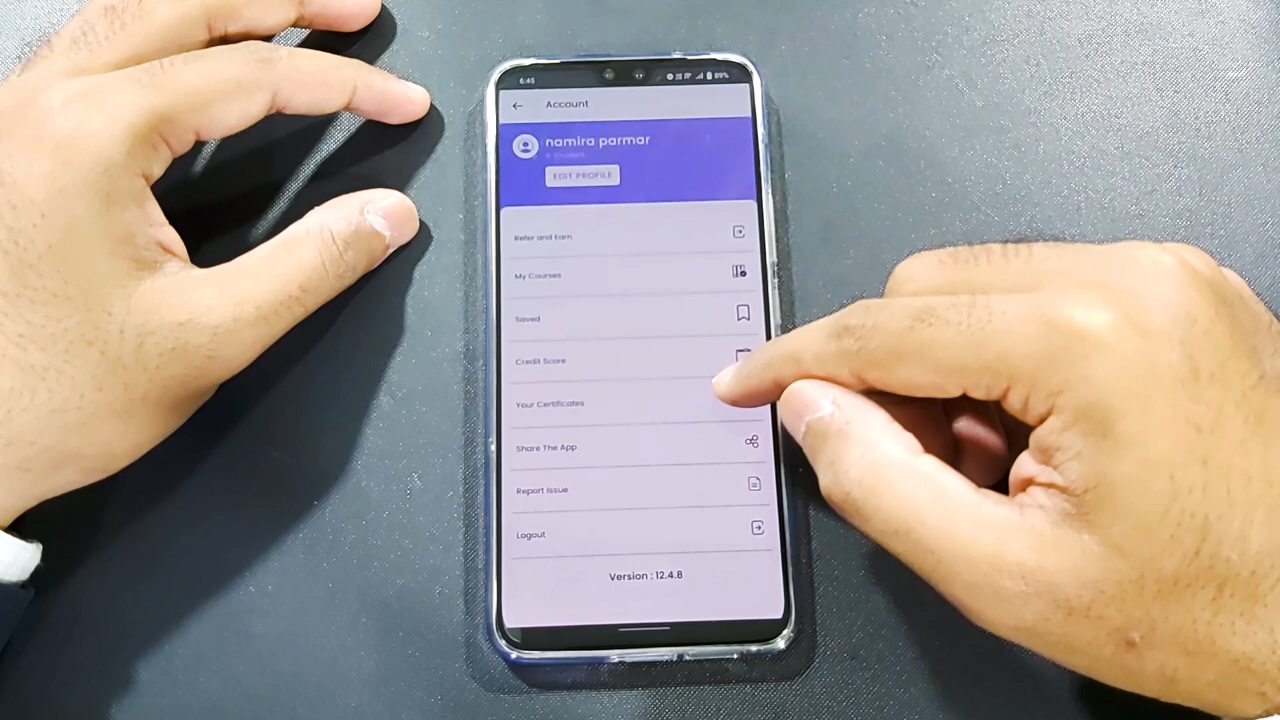 6:45
89%
Account
namira parmar
EDIT PROFILE
Refer and Earn
My Courses
Saved
Credit Score
Your Certificates
Share The App
Report Issue
Logout
Version : 12.4.8